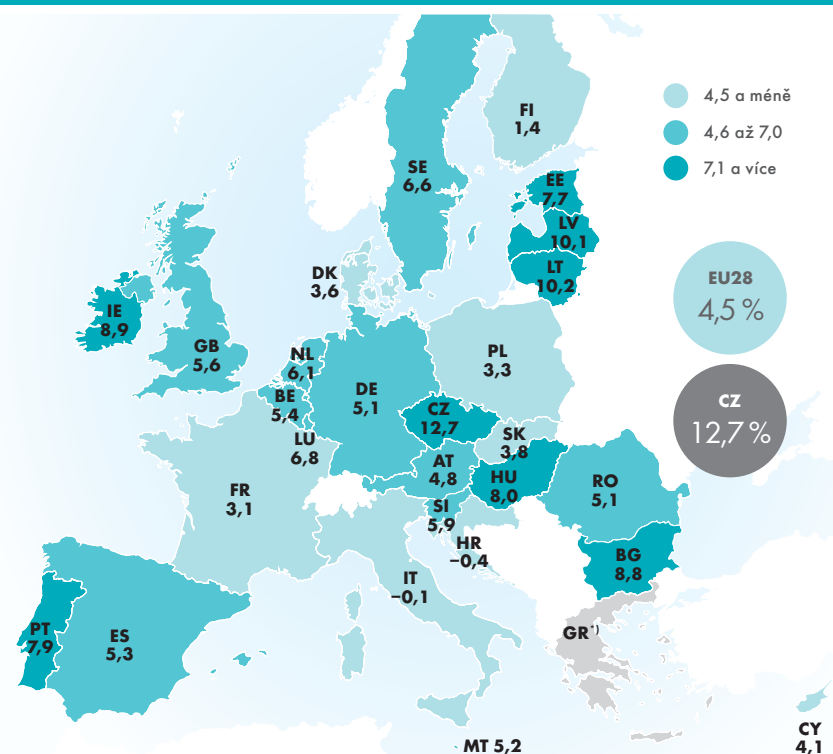 4,5 a méně
4,6 až 7,0
7,1 a více
FI
1,4
SE
6,6
EE
7,7
LV
10,1
LT
10,2
DK
3,6
EU28
4,5 %
IE
8,9
GB
5,6
NL
6,1
PL
3,3
BE
5,4
DE
5,1
CZ
12,7
CZ
12,7 %
LU
6,8
SK
3,8
AT
4,8
HU
8,0
RO
5,1
FR
3,1
SI
5,9
HR
−0,4
BG
8,8
IT
−0,1
PT
7,9
ES
5,3
GR¹⁾
CY
4,1
MT 5,2